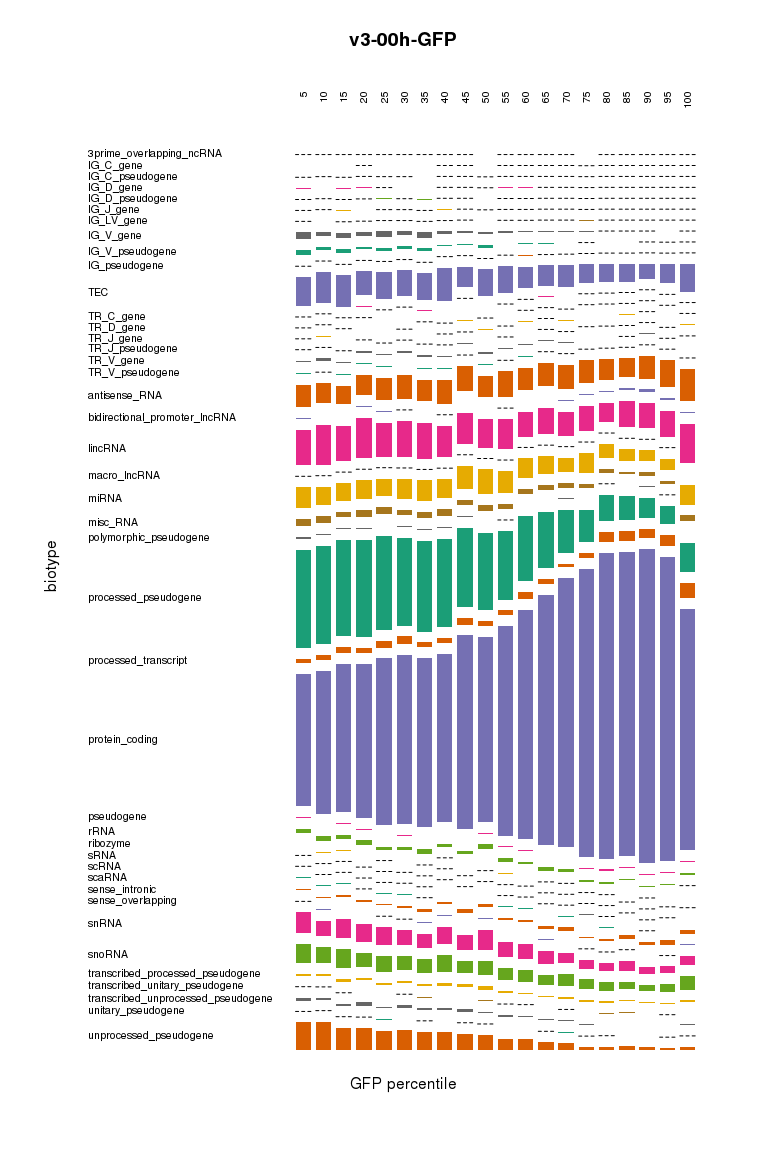 v3-00h-GFP
5 10 15 20 25 30 35 40 45 50 55 60 65 70 75 80 85 90 95 100
3prime_overlapping_ncRNA
IG_C_gene
IG_C_pseudogene
IG_D_gene
IG_D_pseudogene
IG_J_gene
IG_LV_gene
IG_V_gene
IG_V_pseudogene
IG_pseudogene
TEC
TR_C_gene
TR_D_gene
TR_J_gene
TR_J_pseudogene
TR_V_gene
TR_V_pseudogene
antisense_RNA
bidirectional_promoter_lncRNA
lincRNA
macro_lncRNA
miRNA
misc_RNA
polymorphic_pseudogene
biotype
processed_pseudogene
processed_transcript
protein_coding
pseudogene
rRNA
ribozyme
sRNA
scRNA
scaRNA
sense_intronic
sense_overlapping
snRNA
snoRNA
transcribed_processed_pseudogene
transcribed_unitary_pseudogene
transcribed_unprocessed_pseudogene
unitary_pseudogene
unprocessed_pseudogene
GFP percentile